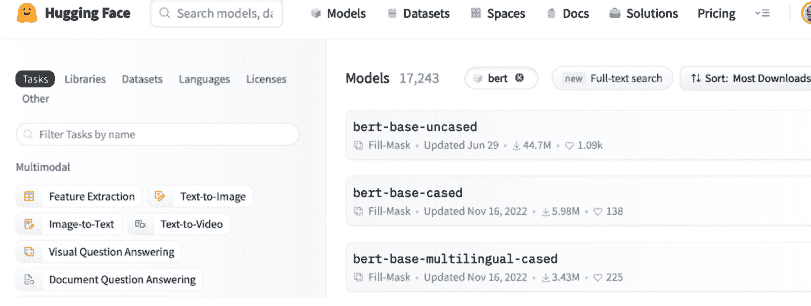 Hugging Face Search models, da Models Datasets Spaces Docs Solutions Pricing
Tasks Libraries Datasets Languages Licenses
Other
Filter Tasks by name
Multimodal
Feature Extraction Text-to-Image
Image-to-Text Text-to-Video
Visual Question Answering
Document Question Answering
Models 17,243 bert new Full-text search Sort: Most Downloads
bert-base-uncased
Fill-Mask • Updated Jun 29 • 44.7M • 1.09k
bert-base-cased
Fill-Mask • Updated Nov 16, 2022 • 5.98M • 138
bert-base-multilingual-cased
Fill-Mask • Updated Nov 16, 2022 • 3.43M • 225